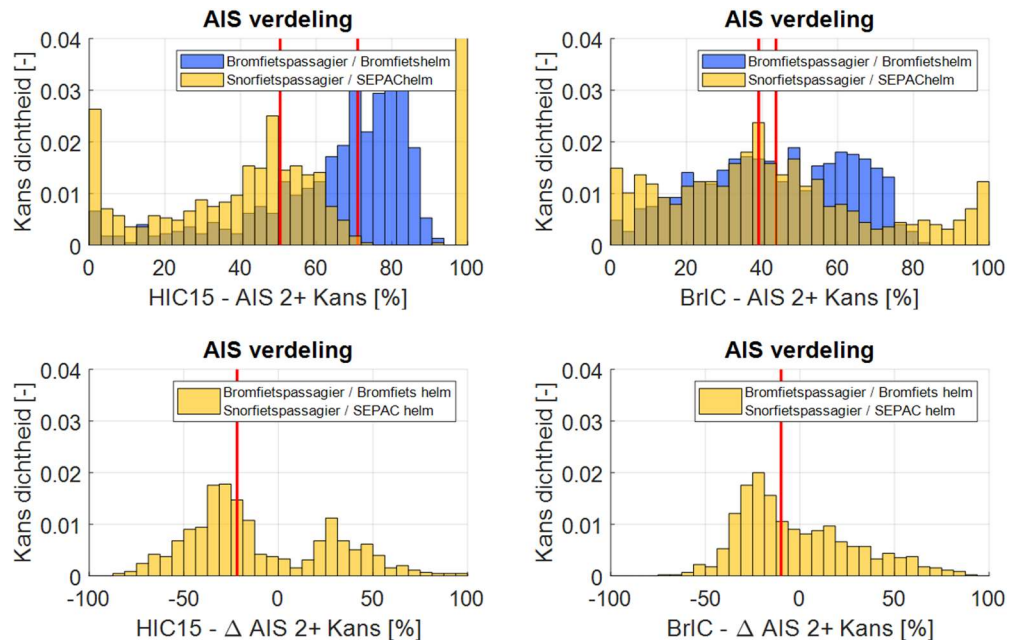 AIS verdeling
0.04
0.03
0.02
0.01
0
Kans dichtheid [-]
Bromfietspassagier / Bromfietshelm
Snorfietspassagier / SEPAChelm
0 20 40 60 80 100
HIC15 - AIS 2+ Kans [%]
AIS verdeling
0.04
0.03
0.02
0.01
0
Kans dichtheid [-]
Bromfietspassagier / Bromfietshelm
Snorfietspassagier / SEPAChelm
0 20 40 60 80 100
BrIC - AIS 2+ Kans [%]
AIS verdeling
0.04
0.03
0.02
0.01
0
Kans dichtheid [-]
Bromfietspassagier / Bromfiets helm
Snorfietspassagier / SEPAC helm
-100 -50 0 50 100
HIC15 - Δ AIS 2+ Kans [%]
AIS verdeling
0.04
0.03
0.02
0.01
0
Kans dichtheid [-]
Bromfietspassagier / Bromfiets helm
Snorfietspassagier / SEPAC helm
-100 -50 0 50 100
BrIC - Δ AIS 2+ Kans [%]